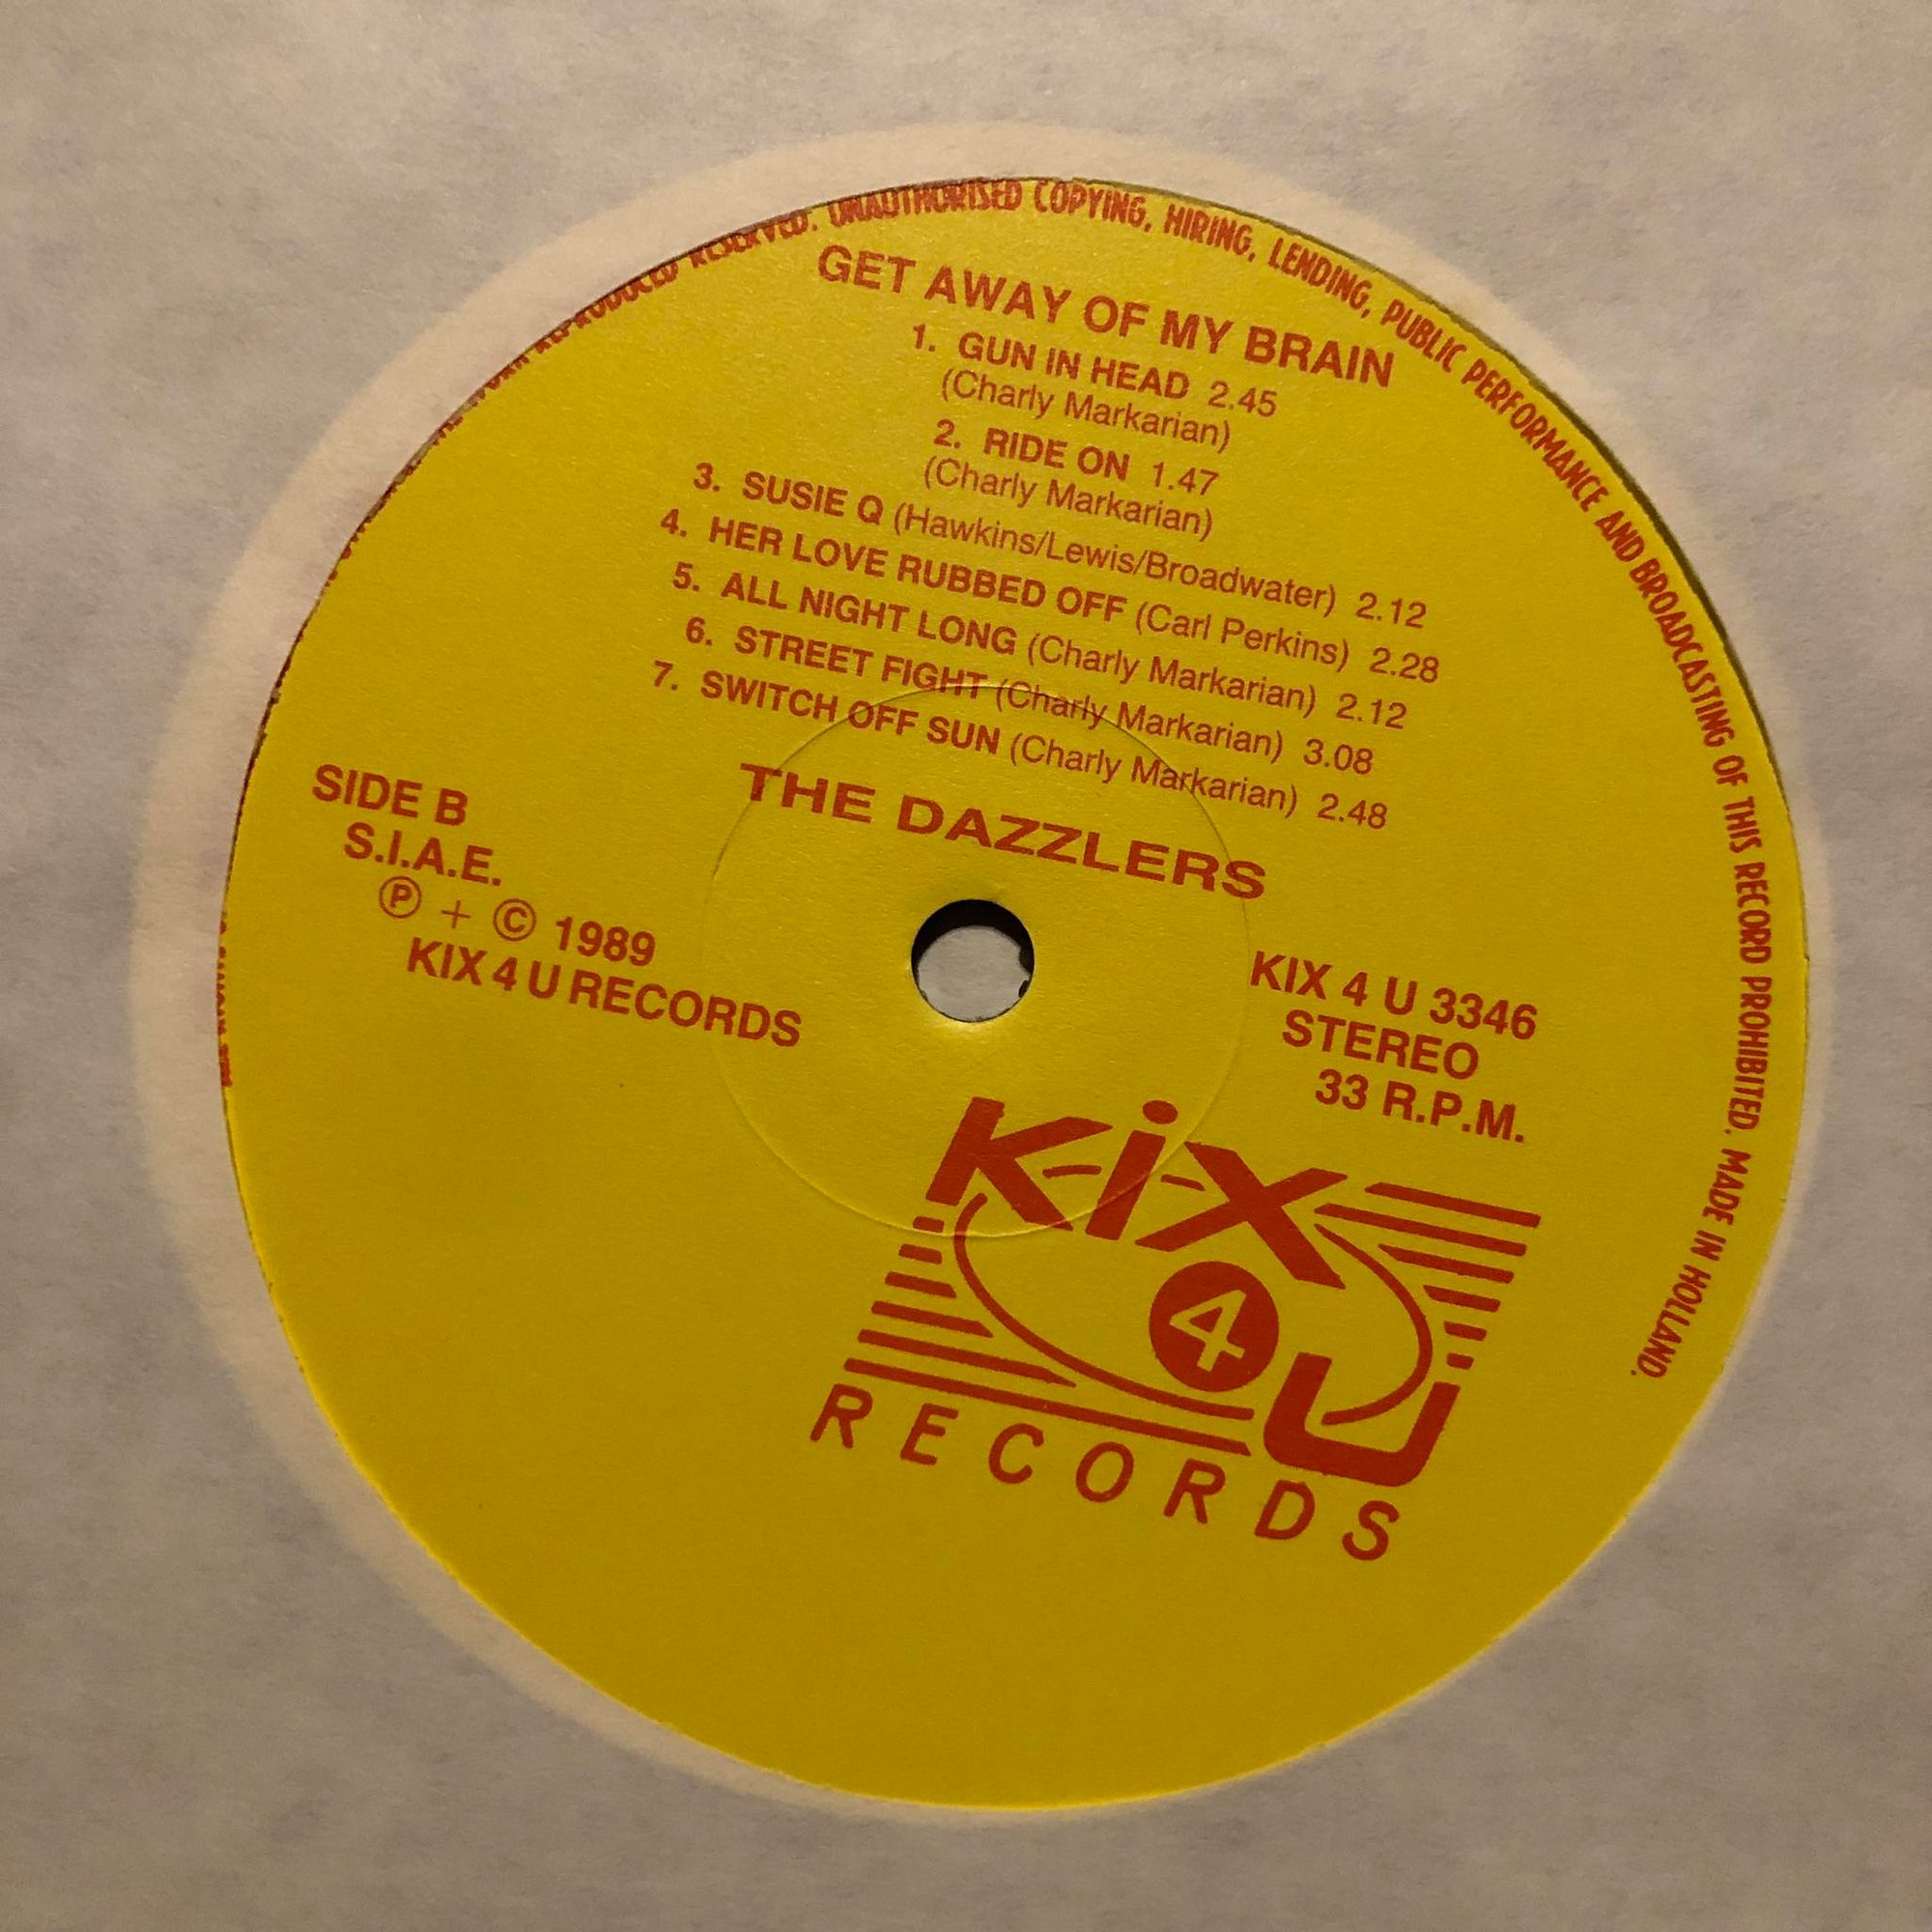 REPRODUCED RESERVED. UNAUTHORISED COPYING, HIRING, LENDING, PUBLIC PERFORMANCE AND BROADCASTING OF THIS RECORD PROHIBITED. MADE IN HOLLAND.
GET AWAY OF MY BRAIN
1. GUN IN HEAD 2.45
(Charly Markarian)
2. RIDE ON 1.47
(Charly Markarian)
3. SUSIE Q (Hawkins/Lewis/Broadwater) 2.12
4. HER LOVE RUBBED OFF (Carl Perkins) 2.28
5. ALL NIGHT LONG (Charly Markarian) 2.12
6. STREET FIGHT (Charly Markarian) 3.08
7. SWITCH OFF SUN (Charly Markarian) 2.48
THE DAZZLERS
SIDE B
S.I.A.E.
Ⓟ + © 1989
KIX 4 U RECORDS
KIX 4 U 3346
STEREO
33 R.P.M.
KiX
4
U
RECORDS